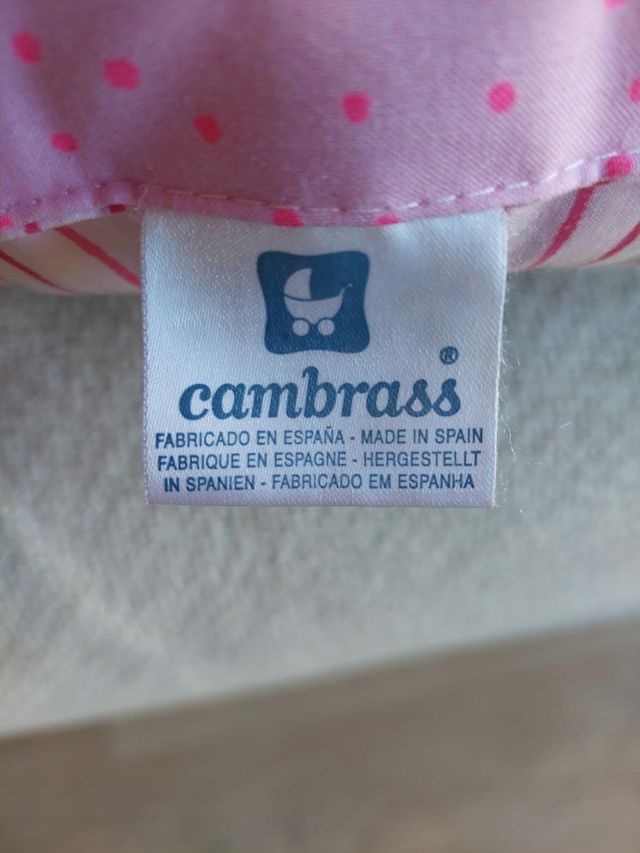 cambrass®
FABRICADO EN ESPAÑA - MADE IN SPAIN
FABRIQUE EN ESPAGNE - HERGESTELLT
IN SPANIEN - FABRICADO EM ESPANHA